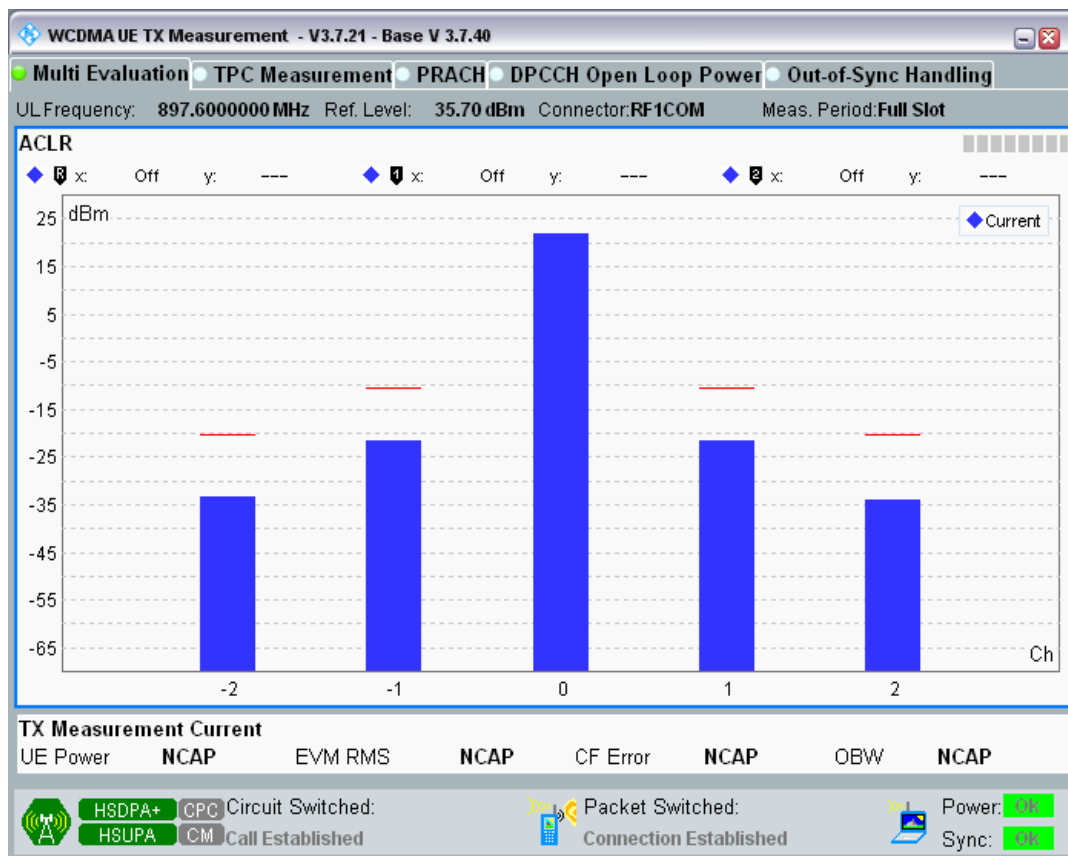 WCDMA UE TX Measurement - V3.7.21 - Base V 3.7.40
Multi Evaluation TPC Measurement PRACH DPCCH Open Loop Power Out-of-Sync Handling
UL Frequency: 897.6000000 MHz Ref. Level: 35.70 dBm Connector:RF1COM Meas. Period:Full Slot
ACLR
R x: Off y: --- 1 x: Off y: --- 2 x: Off y: ---
dBm
Current
25
15
5
-5
-15
-25
-35
-45
-55
-65
Ch
-2 -1 0 1 2
TX Measurement Current
UE Power NCAP EVM RMS NCAP CF Error NCAP OBW NCAP
HSDPA+ CPC Circuit Switched: Packet Switched: Power: OK
HSUPA CM Call Established Connection Established Sync: OK